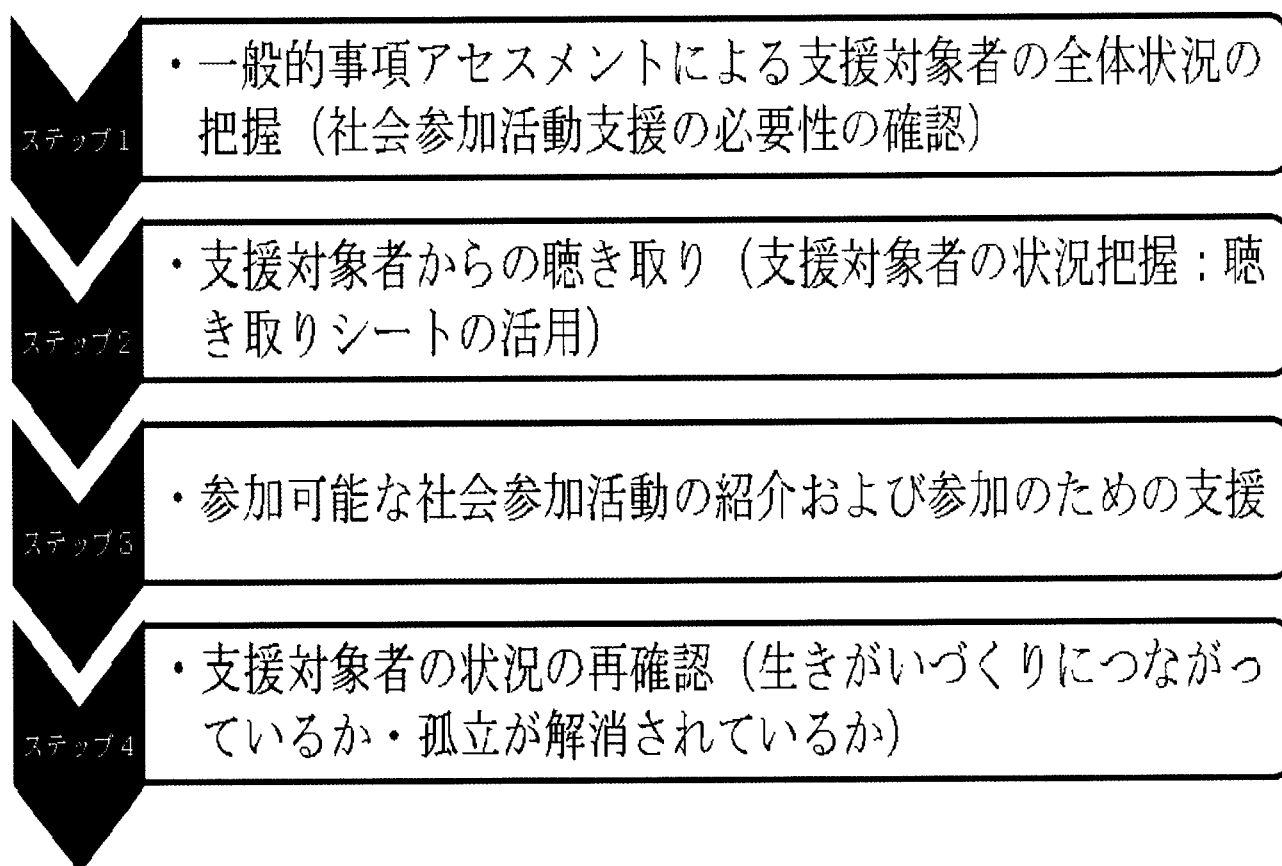 ステップ1
・一般的事項アセスメントによる支援対象者の全体状況の
把握（社会参加活動支援の必要性の確認）
ステップ2
・支援対象者からの聴き取り（支援対象者の状況把握：聴
き取りシートの活用）
ステップ3
・参加可能な社会参加活動の紹介および参加のための支援
ステップ4
・支援対象者の状況の再確認（生きがいづくりにつながっ
ているか・孤立が解消されているか）